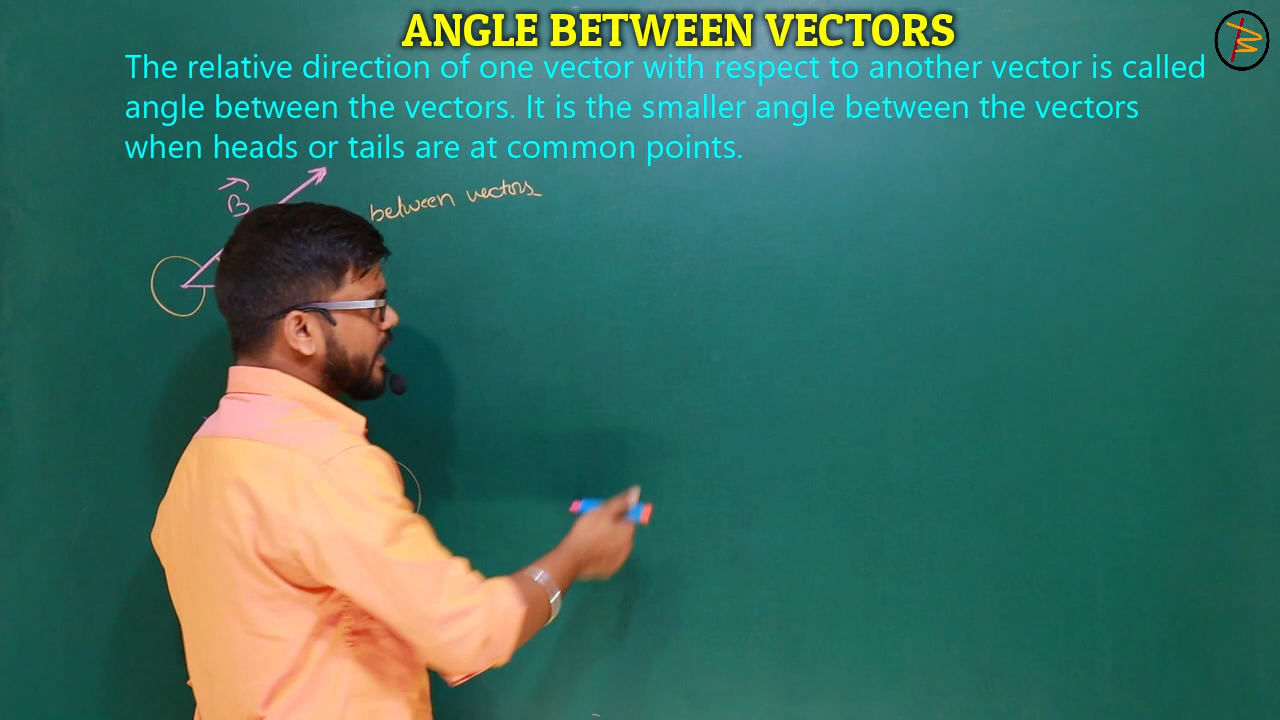 ANGLE BETWEEN VECTORS
The relative direction of one vector with respect to another vector is called
angle between the vectors. It is the smaller angle between the vectors
when heads or tails are at common points.
B
between vectors